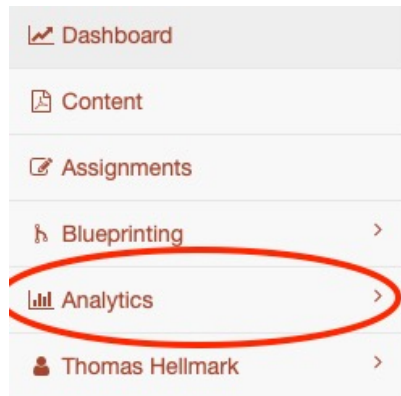 Dashboard
Content
Assignments
Blueprinting
Analytics
Thomas Hellmark